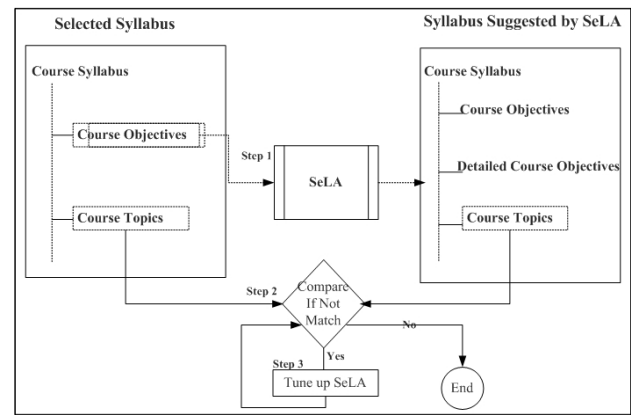 Selected Syllabus
Syllabus Suggested by SeLA
Course Syllabus
Course Objectives
Course Topics
Step 1
SeLA
Course Syllabus
Course Objectives
Detailed Course Objectives
Course Topics
Step 2
Compare
If Not
Match
No
Yes
Step 3
Tune up SeLA
End